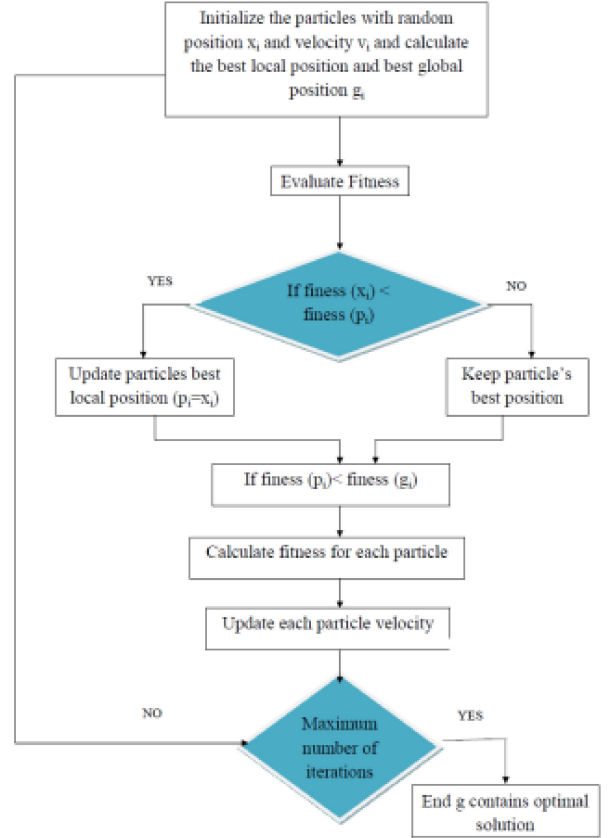 Initialize the particles with random
position xᵢ and velocity vᵢ and calculate
the best local position and best global
position gᵢ
Evaluate Fitness
YES
If finess (xᵢ) <
finess (pᵢ)
NO
Update particles best
local position (pᵢ=xᵢ)
Keep particle's
best position
If finess (pᵢ)< finess (gᵢ)
Calculate fitness for each particle
Update each particle velocity
NO
Maximum
number of
iterations
YES
End g contains optimal
solution